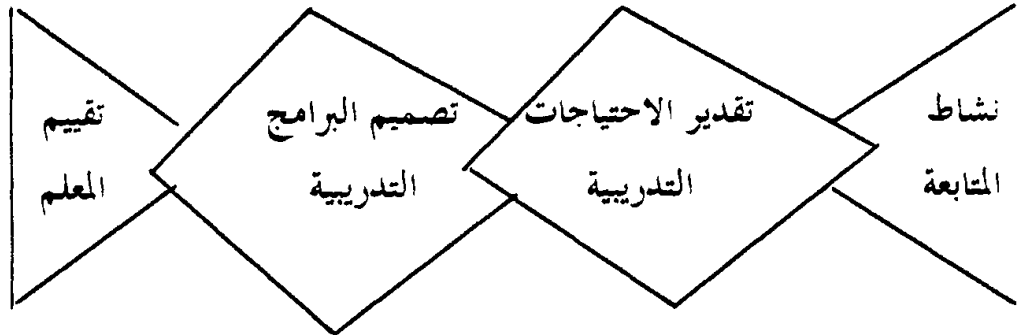 نشاط
المتابعة
تقدير الاحتياجات
التدريبية
تصميم البرامج
التدريبية
تقييم
المعلم